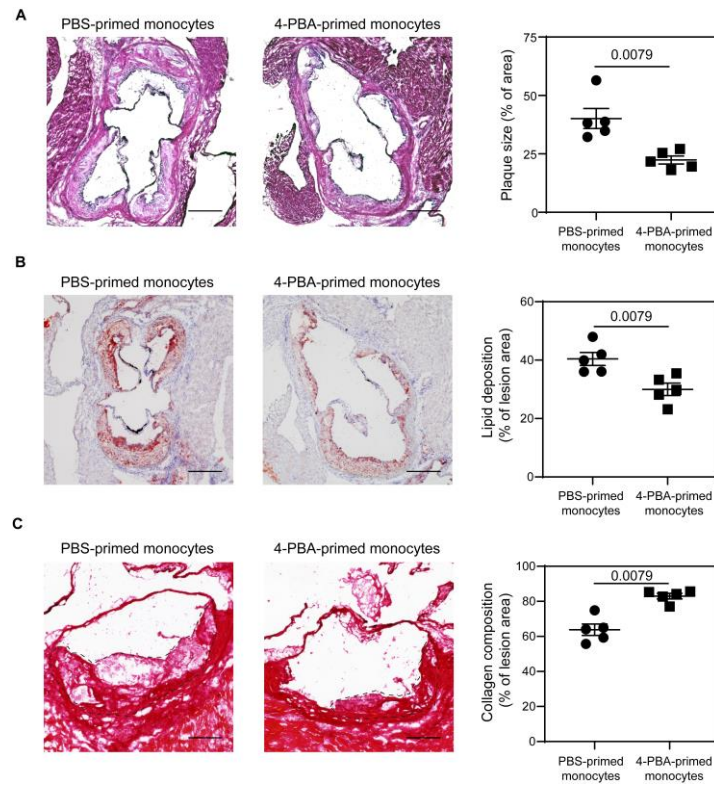 A
PBS-primed monocytes
4-PBA-primed monocytes
Plaque size (% of area)
75
50
25
0
0.0079
PBS-primed
monocytes
4-PBA-primed
monocytes
B
PBS-primed monocytes
4-PBA-primed monocytes
Lipid deposition
(% of lesion area)
60
40
20
0
0.0079
PBS-primed
monocytes
4-PBA-primed
monocytes
C
PBS-primed monocytes
4-PBA-primed monocytes
Collagen composition
(% of lesion area)
100
80
60
40
20
0
0.0079
PBS-primed
monocytes
4-PBA-primed
monocytes